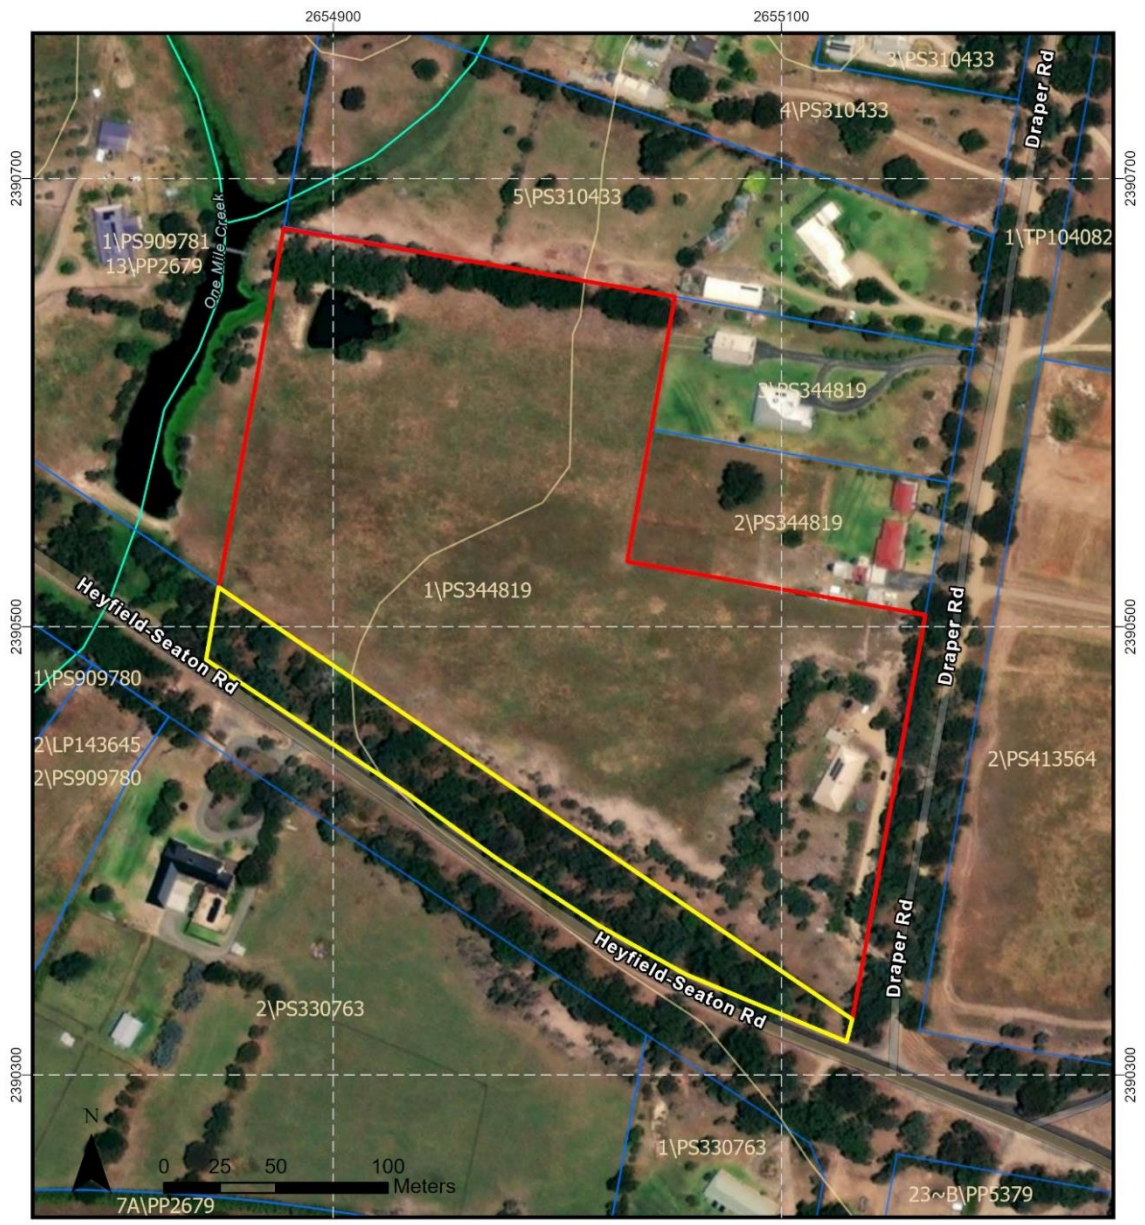 2654900
2655100
3\PS310433
Draper Rd
4\PS310433
2390700
2390700
5\PS310433
1\TP104082
1\PS909781
13\PP2679
One Mile Creek
3\PS344819
2\PS344819
1\PS344819
Heyfield-Seaton Rd
Draper Rd
2390500
2390500
1\PS909780
2\LP143645
2\PS909780
2\PS413564
Draper Rd
Heyfield-Seaton Rd
2\PS330763
2390300
2390300
N
1\PS330763
0 25 50 100
Meters
7A\PP2679
23~B\PP5379